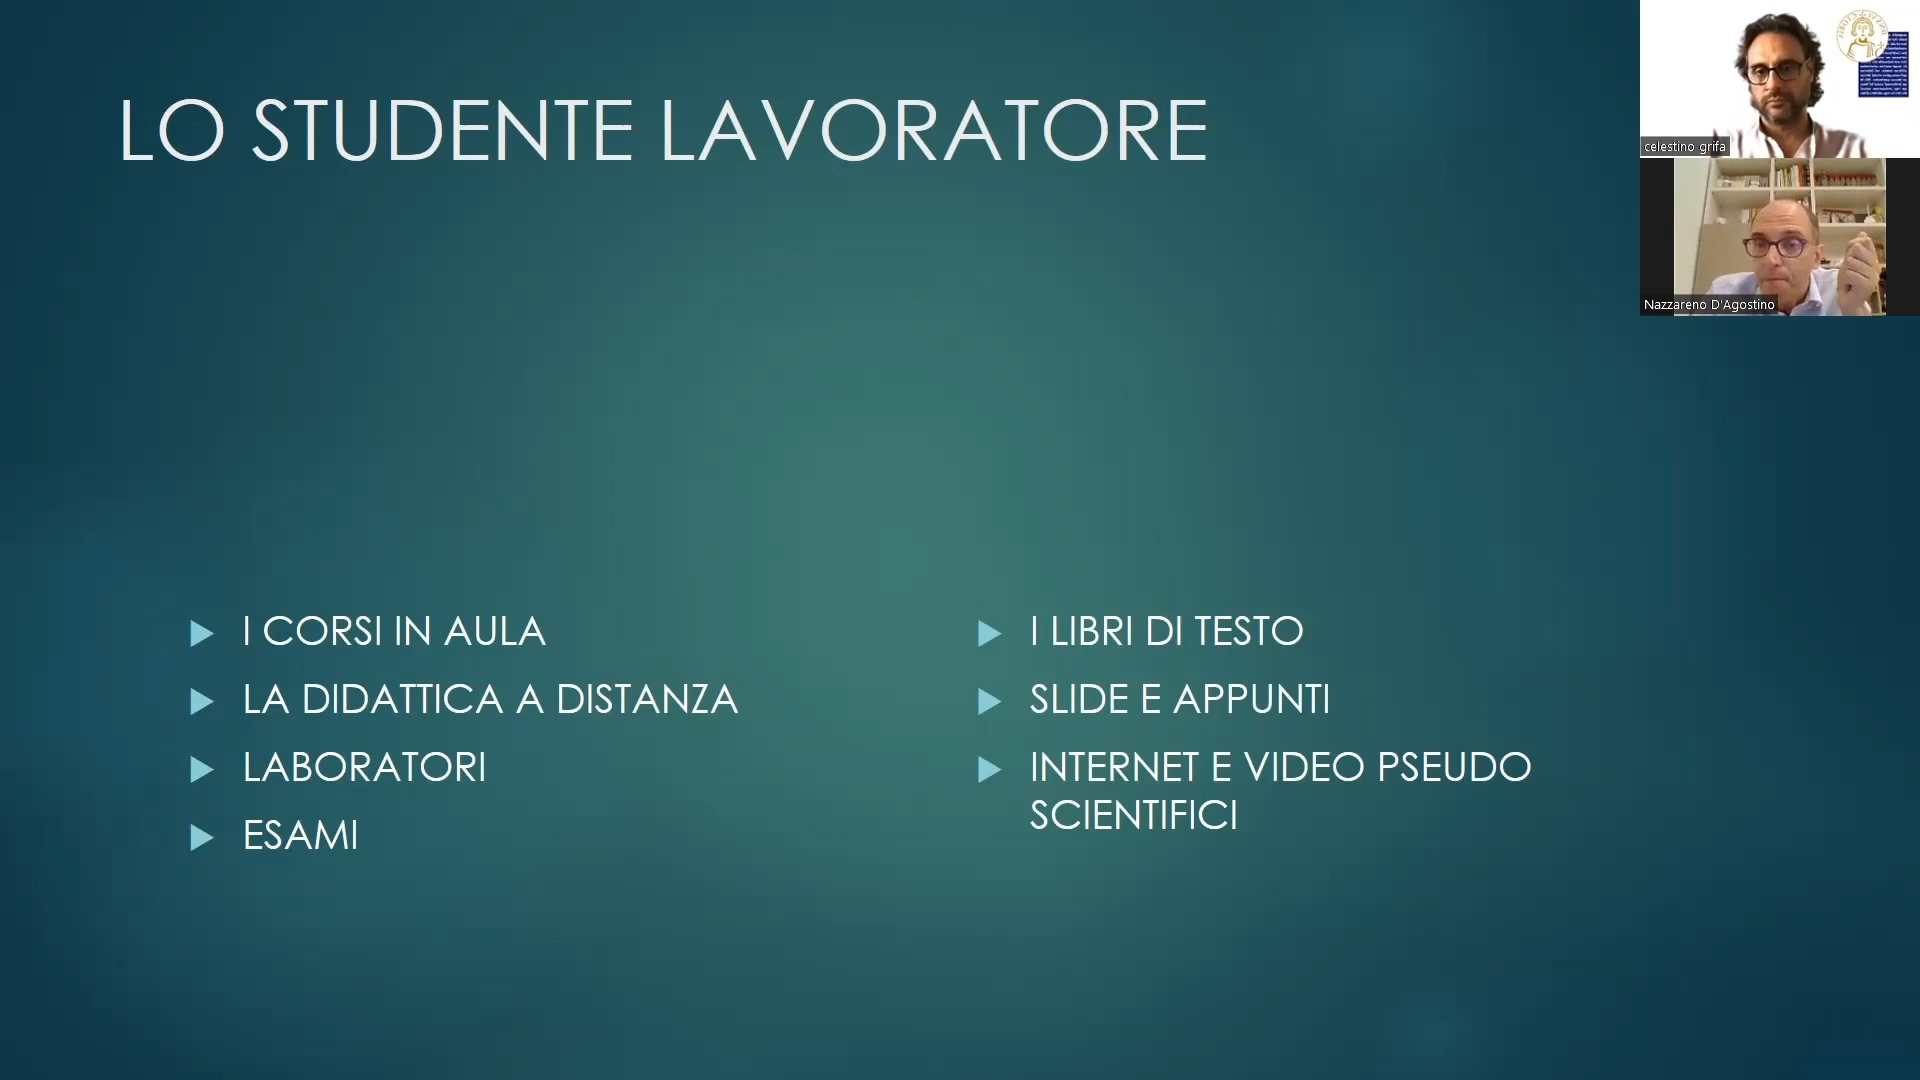 LO STUDENTE LAVORATORE
I CORSI IN AULA
LA DIDATTICA A DISTANZA
LABORATORI
ESAMI
I LIBRI DI TESTO
SLIDE E APPUNTI
INTERNET E VIDEO PSEUDO
SCIENTIFICI
celestino grifa
Nazzareno D'Agostino